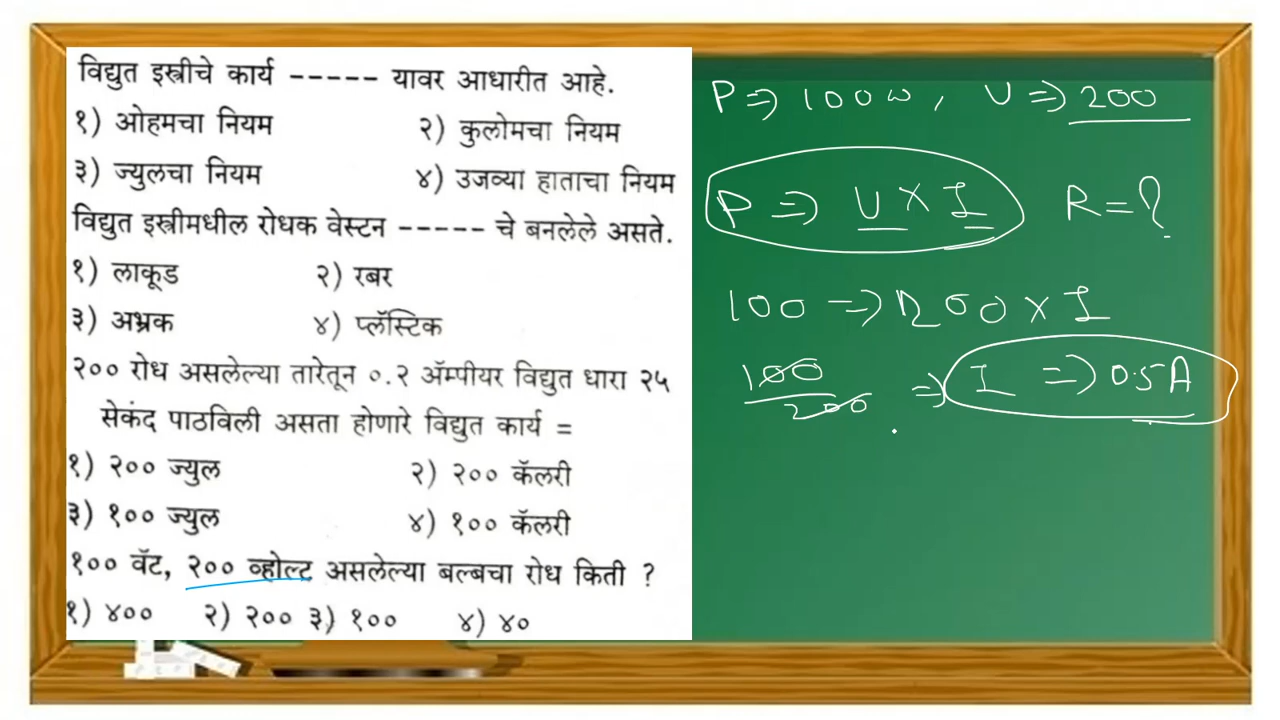 विद्युत इस्त्रीचे कार्य ----- यावर आधारीत आहे.
१) ओहमचा नियम २) कुलोमचा नियम
३) ज्युलचा नियम ४) उजव्या हाताचा नियम
विद्युत इस्त्रीमधील रोधक वेस्टन ----- चे बनलेले असते.
१) लाकूड २) रबर
३) अभ्रक ४) प्लॅस्टिक
२०० रोध असलेल्या तारेतून ०.२ ॲम्पीयर विद्युत धारा २५
सेकंद पाठविली असता होणारे विद्युत कार्य =
१) २०० ज्युल २) २०० कॅलरी
३) १०० ज्युल ४) १०० कॅलरी
१०० वॅट, २०० व्होल्ट असलेल्या बल्बचा रोध किती ?
१) ४०० २) २०० ३) १०० ४) ४०
P => 100 W, U => 200
P => U × I R = ?
100 => 200 × I
100/200 => I => 0.5A